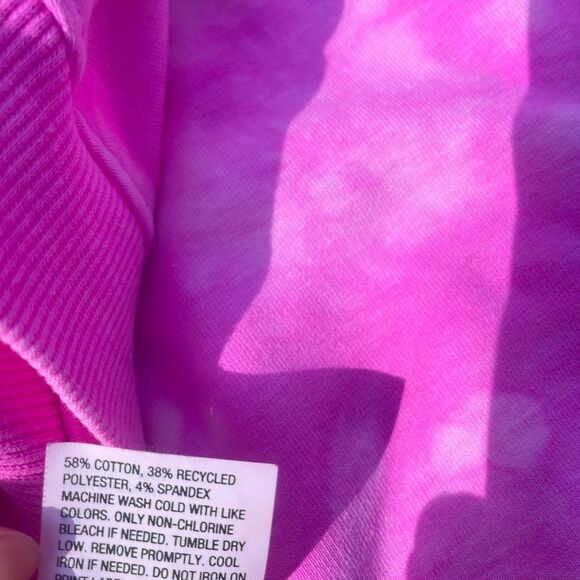 58% COTTON, 38% RECYCLED
POLYESTER, 4% SPANDEX
MACHINE WASH COLD WITH LIKE
COLORS. ONLY NON-CHLORINE
BLEACH IF NEEDED. TUMBLE DRY
LOW. REMOVE PROMPTLY. COOL
IRON IF NEEDED. DO NOT IRON ON